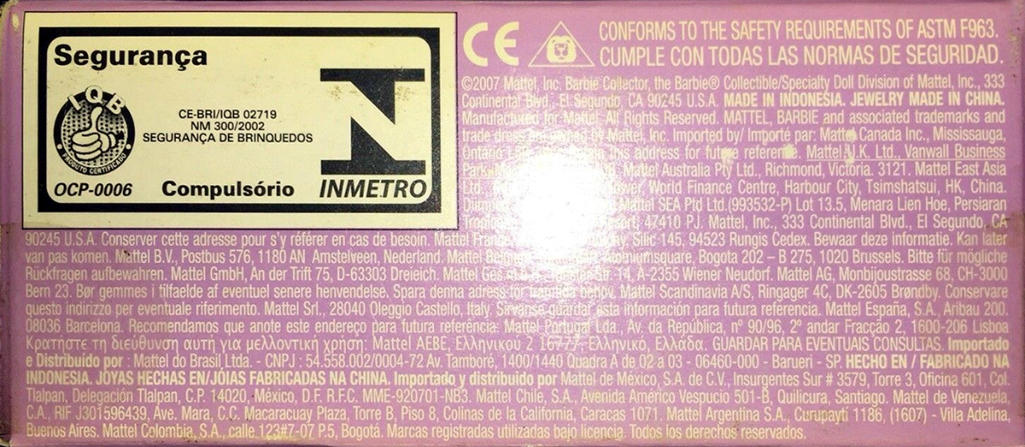 Segurança
IQB
PRODUTO CERTIFICADO
OCP-0006
CE-BRI/IQB 02719
NM 300/2002
SEGURANÇA DE BRINQUEDOS
Compulsório
N
INMETRO
CE
CONFORMS TO THE SAFETY REQUIREMENTS OF ASTM F963.
CUMPLE CON TODAS LAS NORMAS DE SEGURIDAD.
©2007 Mattel, Inc. Barbie Collector, the Barbie® Collectible/Specialty Doll Division of Mattel, Inc., 333
Continental Blvd., El Segundo, CA 90245 U.S.A. MADE IN INDONESIA. JEWELRY MADE IN CHINA.
Manufactured for Mattel. All Rights Reserved. MATTEL, BARBIE and associated trademarks and
trade dress are owned by Mattel, Inc. Imported by/ Importé par: Mattel Canada Inc., Mississauga,
Ontario this address for future reference. Mattel U.K. Ltd., Vanwall Business
Mattel Australia Pty Ltd., Richmond, Victoria. 3121. Mattel East Asia
Ltd., World Finance Centre, Harbour City, Tsimshatsui, HK, China.
Mattel SEA Ptd Ltd.(993532-P) Lot 13.5, Menara Lien Hoe, Persiaran
47410 PJ. Mattel, Inc., 333 Continental Blvd., El Segundo, CA
90245 U.S.A. Conserver cette adresse pour s'y référer en cas de besoin. Mattel France, Silic 145, 94523 Rungis Cedex. Bewaar deze informatie. Kan later
van pas komen. Mattel B.V., Postbus 576, 1180 AN Amstelveen, Nederland. Mattel Bogota 202 – B 275, 1020 Brussels. Bitte für mögliche
Rückfragen aufbewahren. Mattel GmbH, An der Trift 75, D-63303 Dreieich. Mattel 14, A-2355 Wiener Neudorf. Mattel AG, Monbijoustrasse 68, CH-3000
Bern 23. Bør gemmes i tilfaelde af eventuel senere henvendelse. Spara denna adress för framtida behov. Mattel Scandinavia A/S, Ringager 4C, DK-2605 Brøndby. Conservare
questo indirizzo per eventuale riferimento. Mattel Srl., 28040 Oleggio Castello, Italy. Sírvanse guardar esta información para futura referencia. Mattel España, S.A. Aribau 200.
08036 Barcelona. Recomendamos que anote este endereço para futura referência. Mattel Portugal Lda., Av. da República, nº 90/96, 2º andar Fracção 2, 1600-206 Lisboa
Κρατήστε τη διεύθυνση αυτή για μελλοντική χρήση: Mattel AEBE, Ελληνικού 2 16777, Ελληνικό, Ελλάδα. GUARDAR PARA EVENTUAIS CONSULTAS. Importado
e Distribuido por : Mattel do Brasil Ltda. - CNPJ : 54.558.002/0004-72 Av. Tamboré, 1400/1440 Quadra A de 02 a 03 - 06460-000 - Barueri - SP. HECHO EN / FABRICADO NA
INDONESIA. JOYAS HECHAS EN/JÓIAS FABRICADAS NA CHINA. Importado y distribuido por Mattel de México, S.A. de C.V., Insurgentes Sur # 3579, Torre 3, Oficina 601, Col.
Tlalpan, Delegación Tlalpan, C.P. 14020, México, D.F. R.F.C. MME-920701-NB3. Mattel Chile, S.A., Avenida Américo Vespucio 501-B, Quilicura, Santiago. Mattel de Venezuela,
C.A., RIF J301596439, Ave. Mara, C.C. Macaracuay Plaza, Torre B, Piso 8, Colinas de la California, Caracas 1071. Mattel Argentina S.A., Curupaytí 1186, (1607) - Villa Adelina,
Buenos Aires. Mattel Colombia, S.A., calle 123#7-07 P.5, Bogotá. Marcas registradas utilizadas bajo licencia. Todos los derechos reservados.